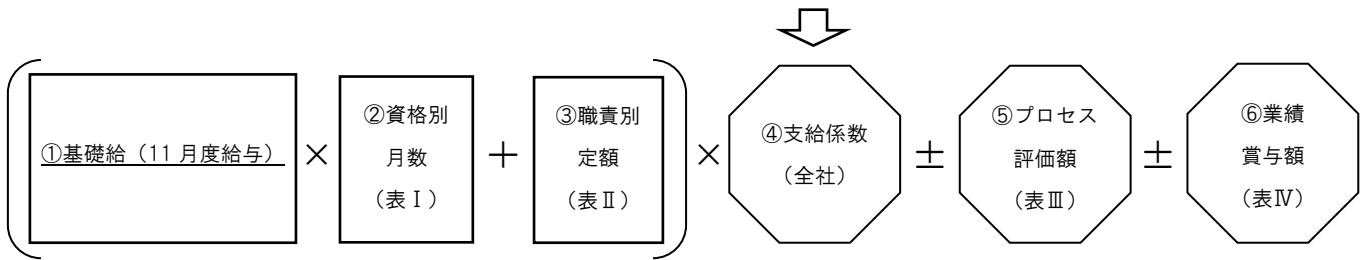 ①基礎給（11 月度給与）
×
②資格別
月数
（表Ⅰ）
＋
③職責別
定額
（表Ⅱ）
×
④支給係数
（全社）
±
⑤プロセス
評価額
（表Ⅲ）
±
⑥業績
賞与額
（表Ⅳ）